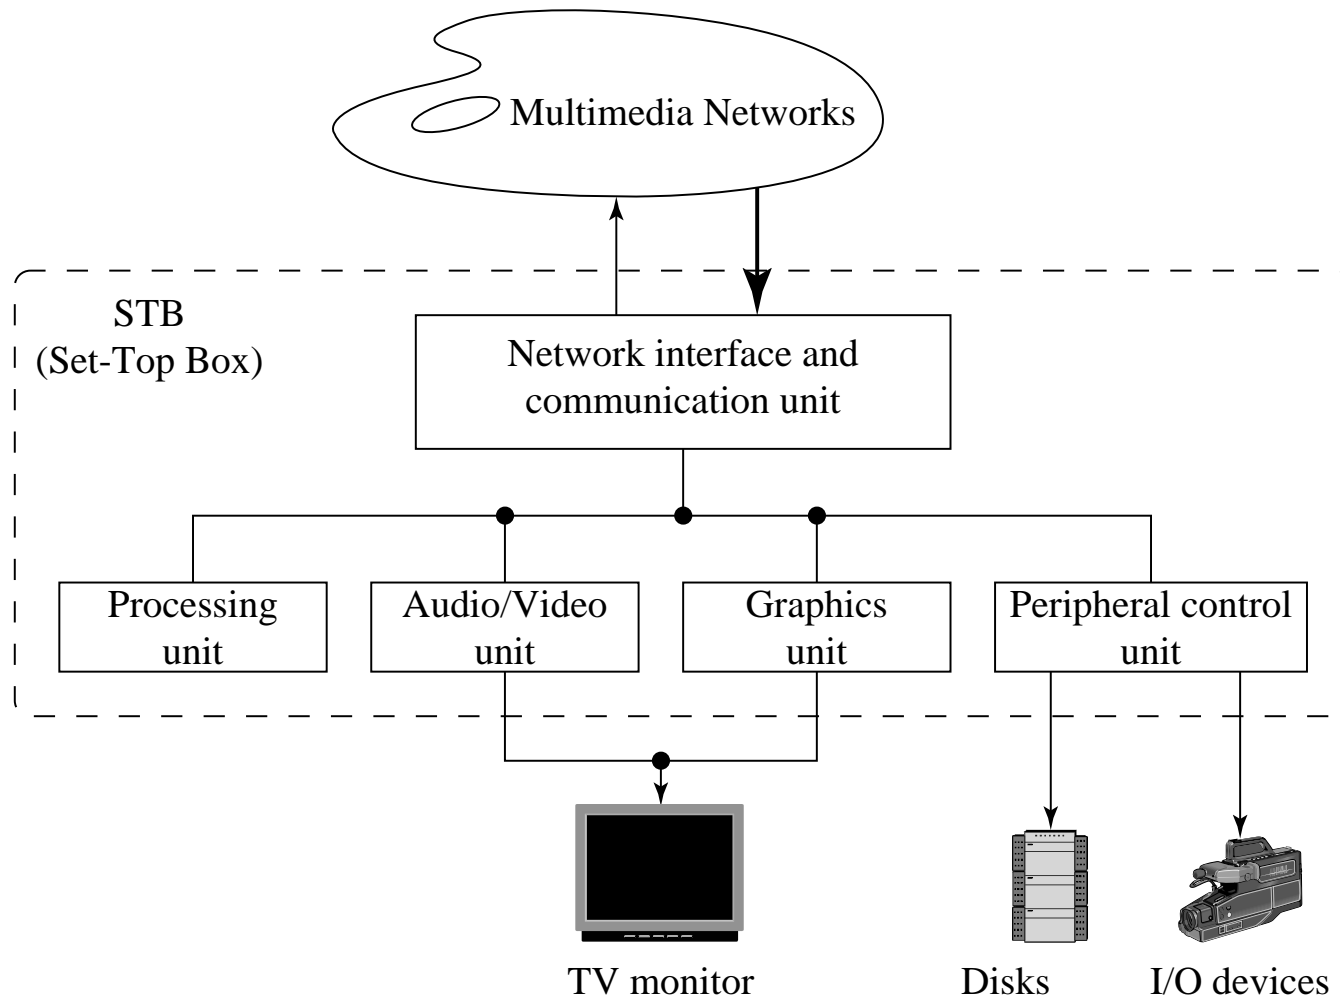 Multimedia Networks
STB
(Set-Top Box)
Network interface and
communication unit
Processing
unit
Audio/Video
unit
Graphics
unit
Peripheral control
unit
TV monitor
Disks
I/O devices